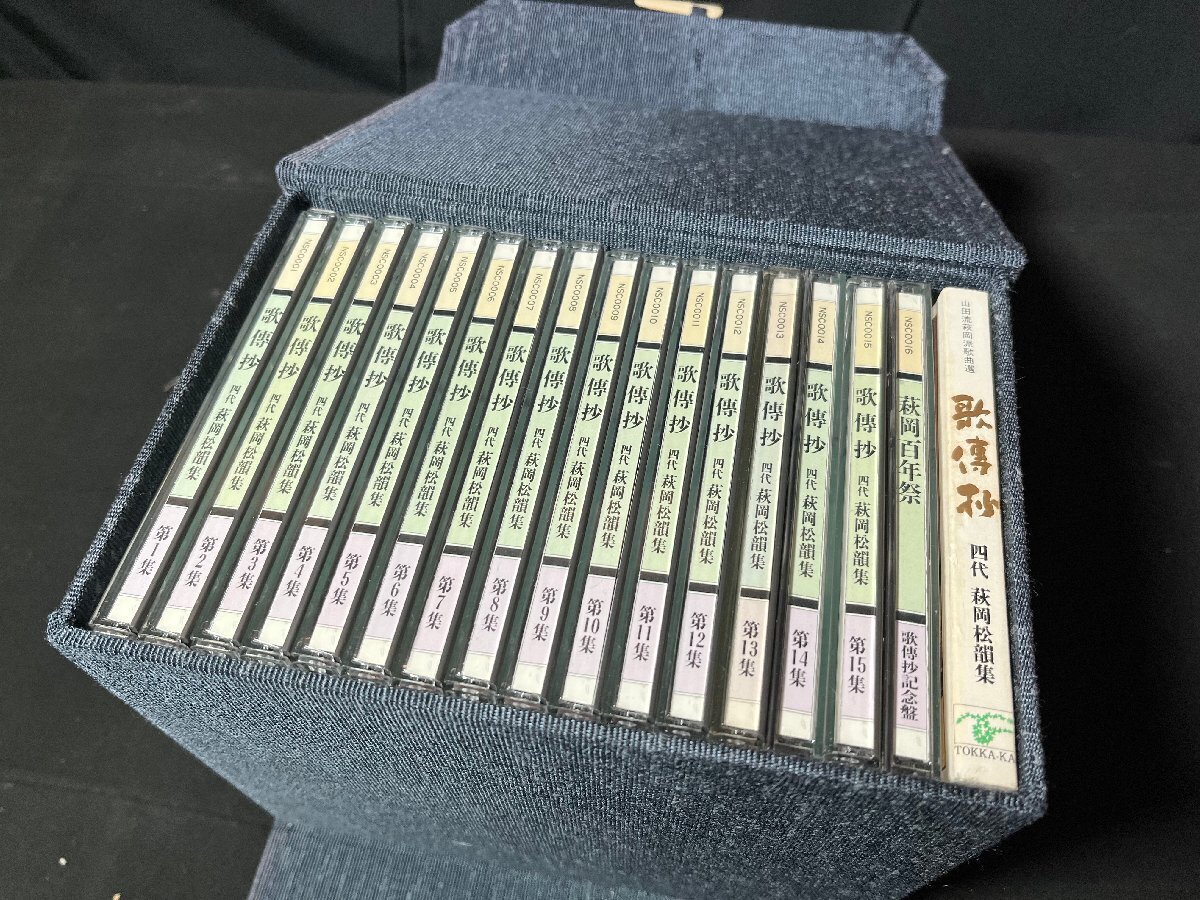 NSC0001
歌傳抄 四代 萩岡松韻集
第1集
NSC0002
歌傳抄 四代 萩岡松韻集
第2集
NSC0003
歌傳抄 四代 萩岡松韻集
第3集
NSC0004
歌傳抄 四代 萩岡松韻集
第4集
NSC0005
歌傳抄 四代 萩岡松韻集
第5集
NSC0006
歌傳抄 四代 萩岡松韻集
第6集
NSC0007
歌傳抄 四代 萩岡松韻集
第7集
NSC0008
歌傳抄 四代 萩岡松韻集
第8集
NSC0009
歌傳抄 四代 萩岡松韻集
第9集
NSC0010
歌傳抄 四代 萩岡松韻集
第10集
NSC0011
歌傳抄 四代 萩岡松韻集
第11集
NSC0012
歌傳抄 四代 萩岡松韻集
第12集
NSC0013
歌傳抄 四代 萩岡松韻集
第13集
NSC0014
歌傳抄 四代 萩岡松韻集
第14集
NSC0015
歌傳抄 四代 萩岡松韻集
第15集
NSC0016
萩岡百年祭
歌傳抄記念盤
山田流萩岡派歌曲選
歌傳抄
四代 萩岡松韻集
TOKKA-KA